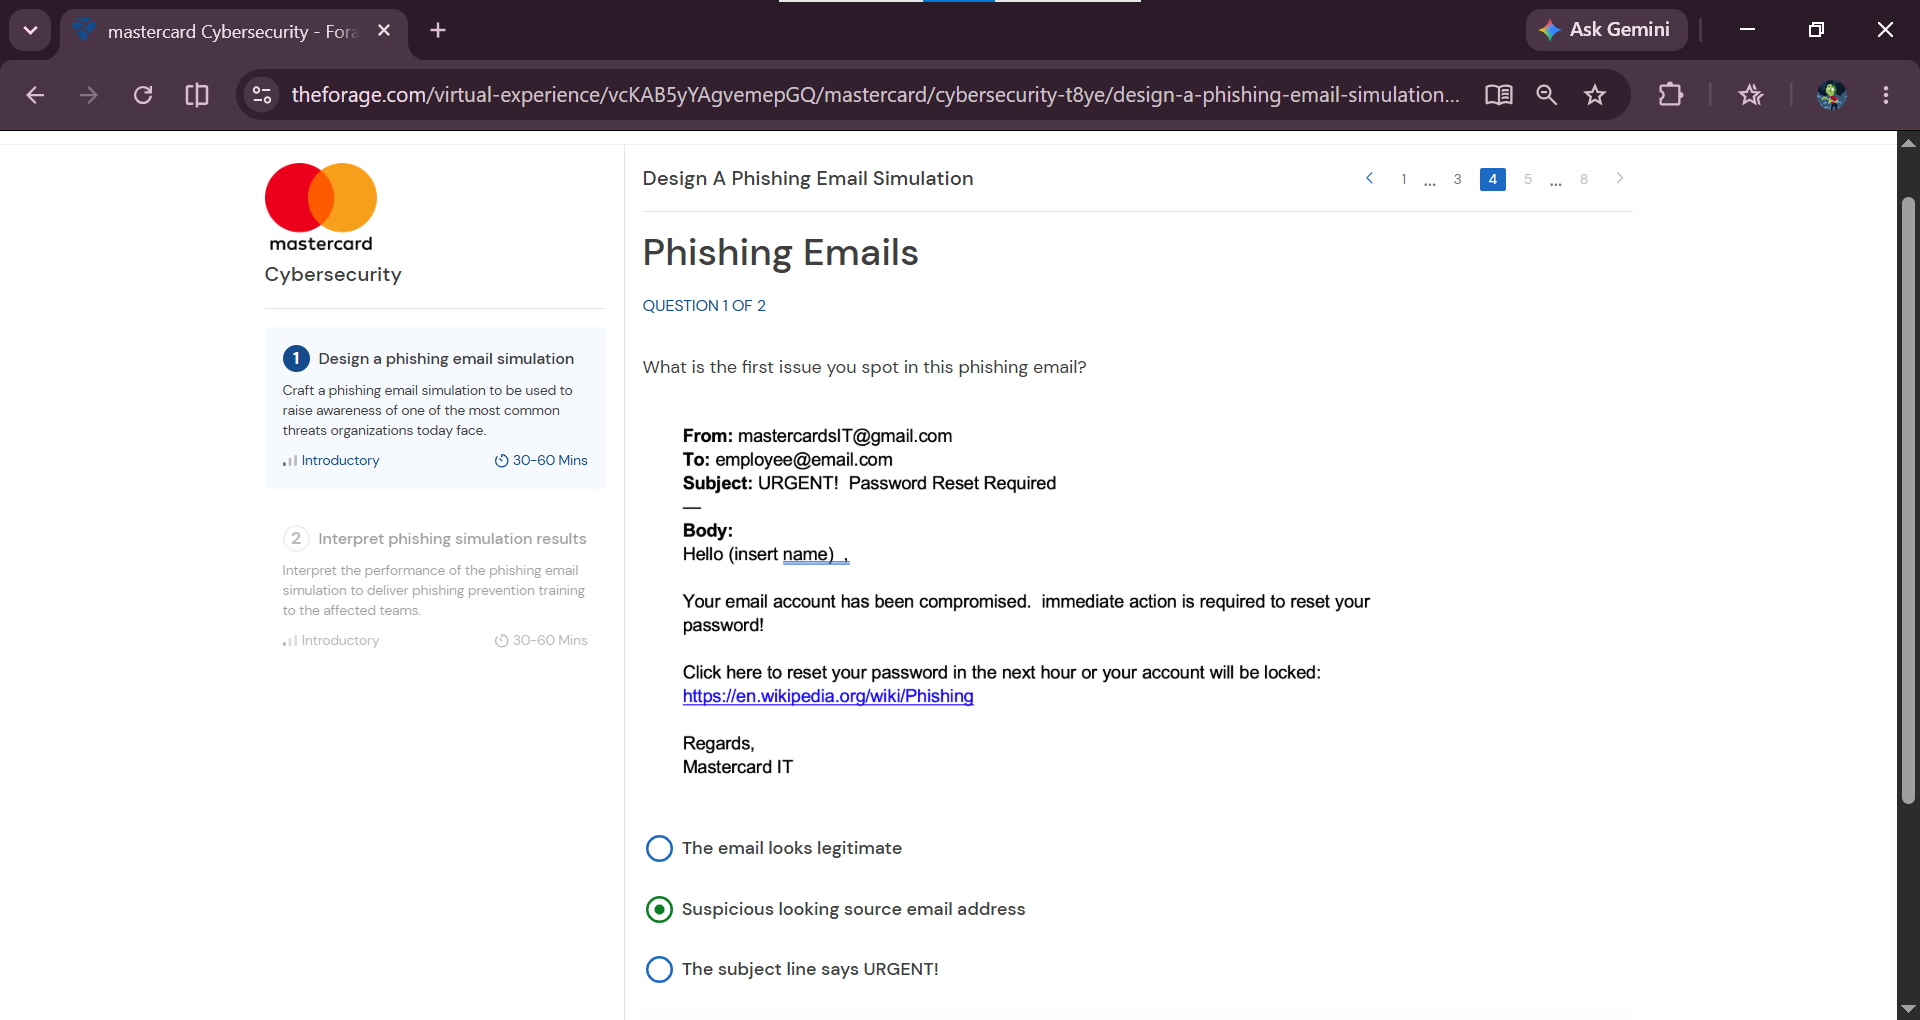 mastercard Cybersecurity - Fora
Ask Gemini
theforage.com/virtual-experience/vcKAB5yYAgvemepGQ/mastercard/cybersecurity-t8ye/design-a-phishing-email-simulation...
mastercard
Cybersecurity
1 Design a phishing email simulation
Craft a phishing email simulation to be used to
raise awareness of one of the most common
threats organizations today face.
Introductory 30-60 Mins
2 Interpret phishing simulation results
Interpret the performance of the phishing email
simulation to deliver phishing prevention training
to the affected teams.
Introductory 30-60 Mins
Design A Phishing Email Simulation
1 ... 3 4 5 ... 8
Phishing Emails
QUESTION 1 OF 2
What is the first issue you spot in this phishing email?
From: mastercardsIT@gmail.com
To: employee@email.com
Subject: URGENT!  Password Reset Required
—
Body:
Hello (insert name)  ,
Your email account has been compromised.  immediate action is required to reset your
password!
Click here to reset your password in the next hour or your account will be locked:
https://en.wikipedia.org/wiki/Phishing
Regards,
Mastercard IT
The email looks legitimate
Suspicious looking source email address
The subject line says URGENT!